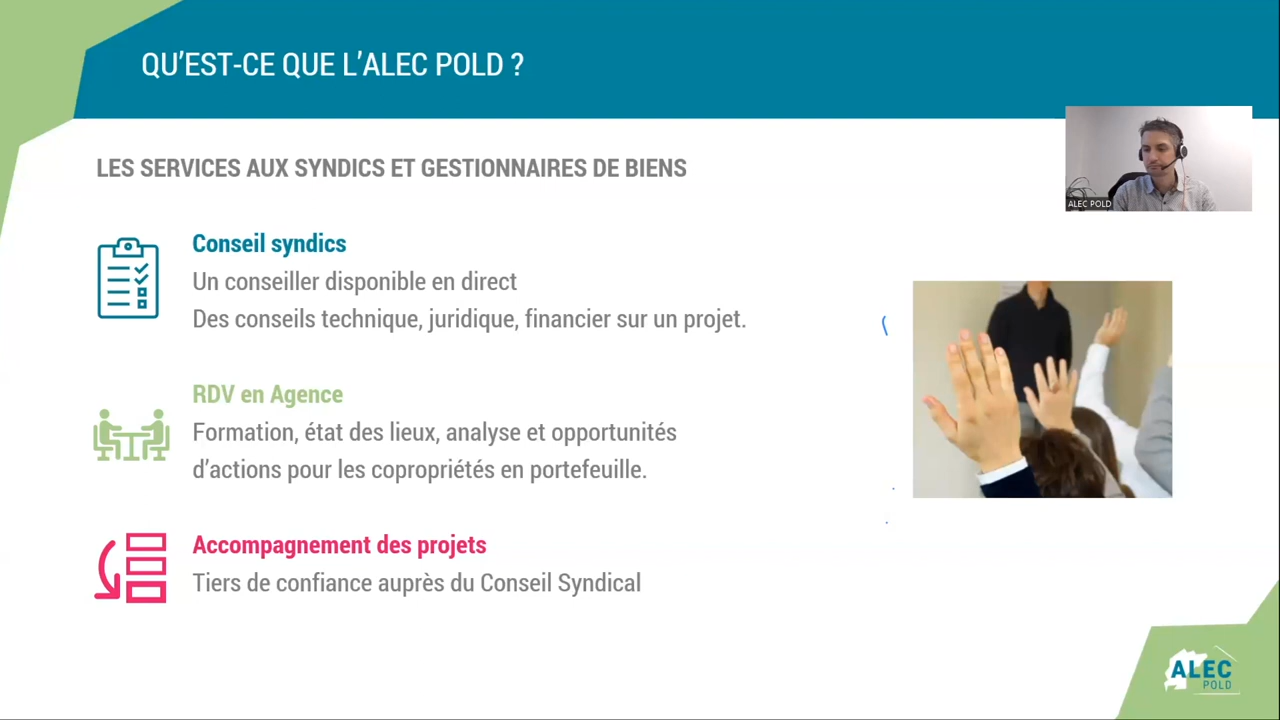 QU'EST-CE QUE L'ALEC POLD ?
LES SERVICES AUX SYNDICS ET GESTIONNAIRES DE BIENS
ALEC POLD
Conseil syndics
Un conseiller disponible en direct
Des conseils technique, juridique, financier sur un projet.
RDV en Agence
Formation, état des lieux, analyse et opportunités
d'actions pour les copropriétés en portefeuille.
Accompagnement des projets
Tiers de confiance auprès du Conseil Syndical
ALEC
POLD